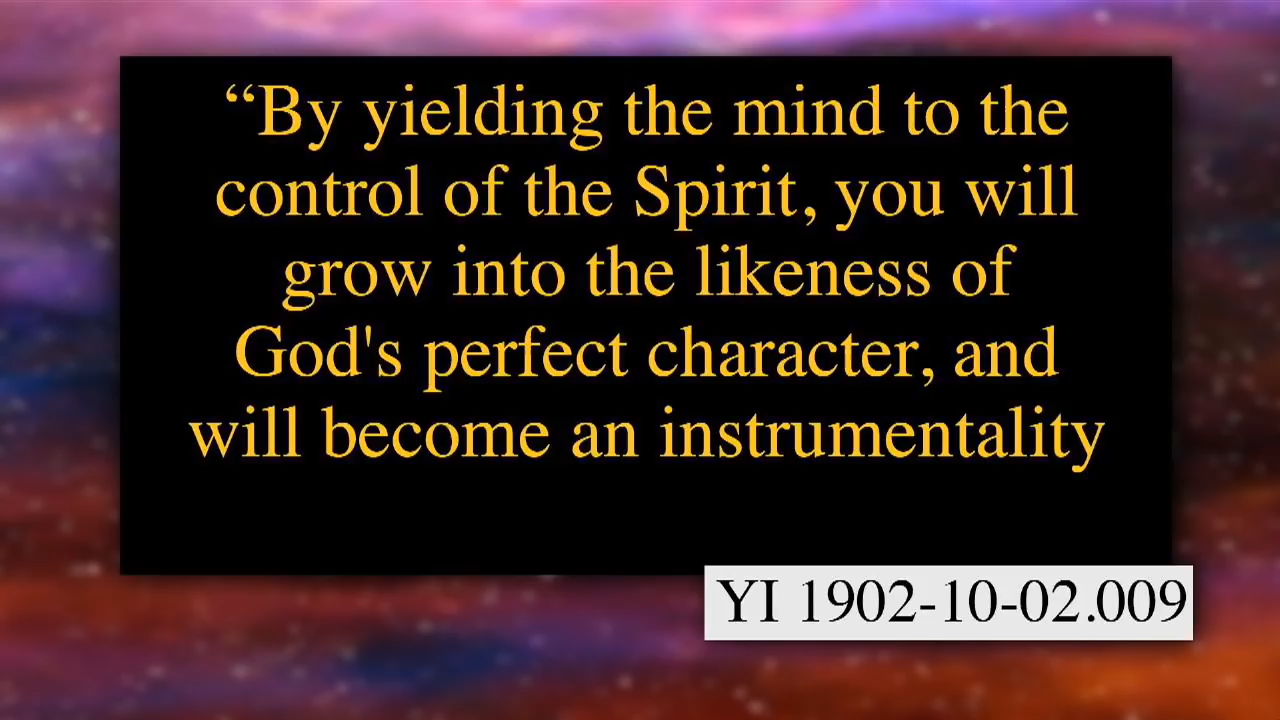 “By yielding the mind to the
control of the Spirit, you will
grow into the likeness of
God's perfect character, and
will become an instrumentality
YI 1902-10-02.009